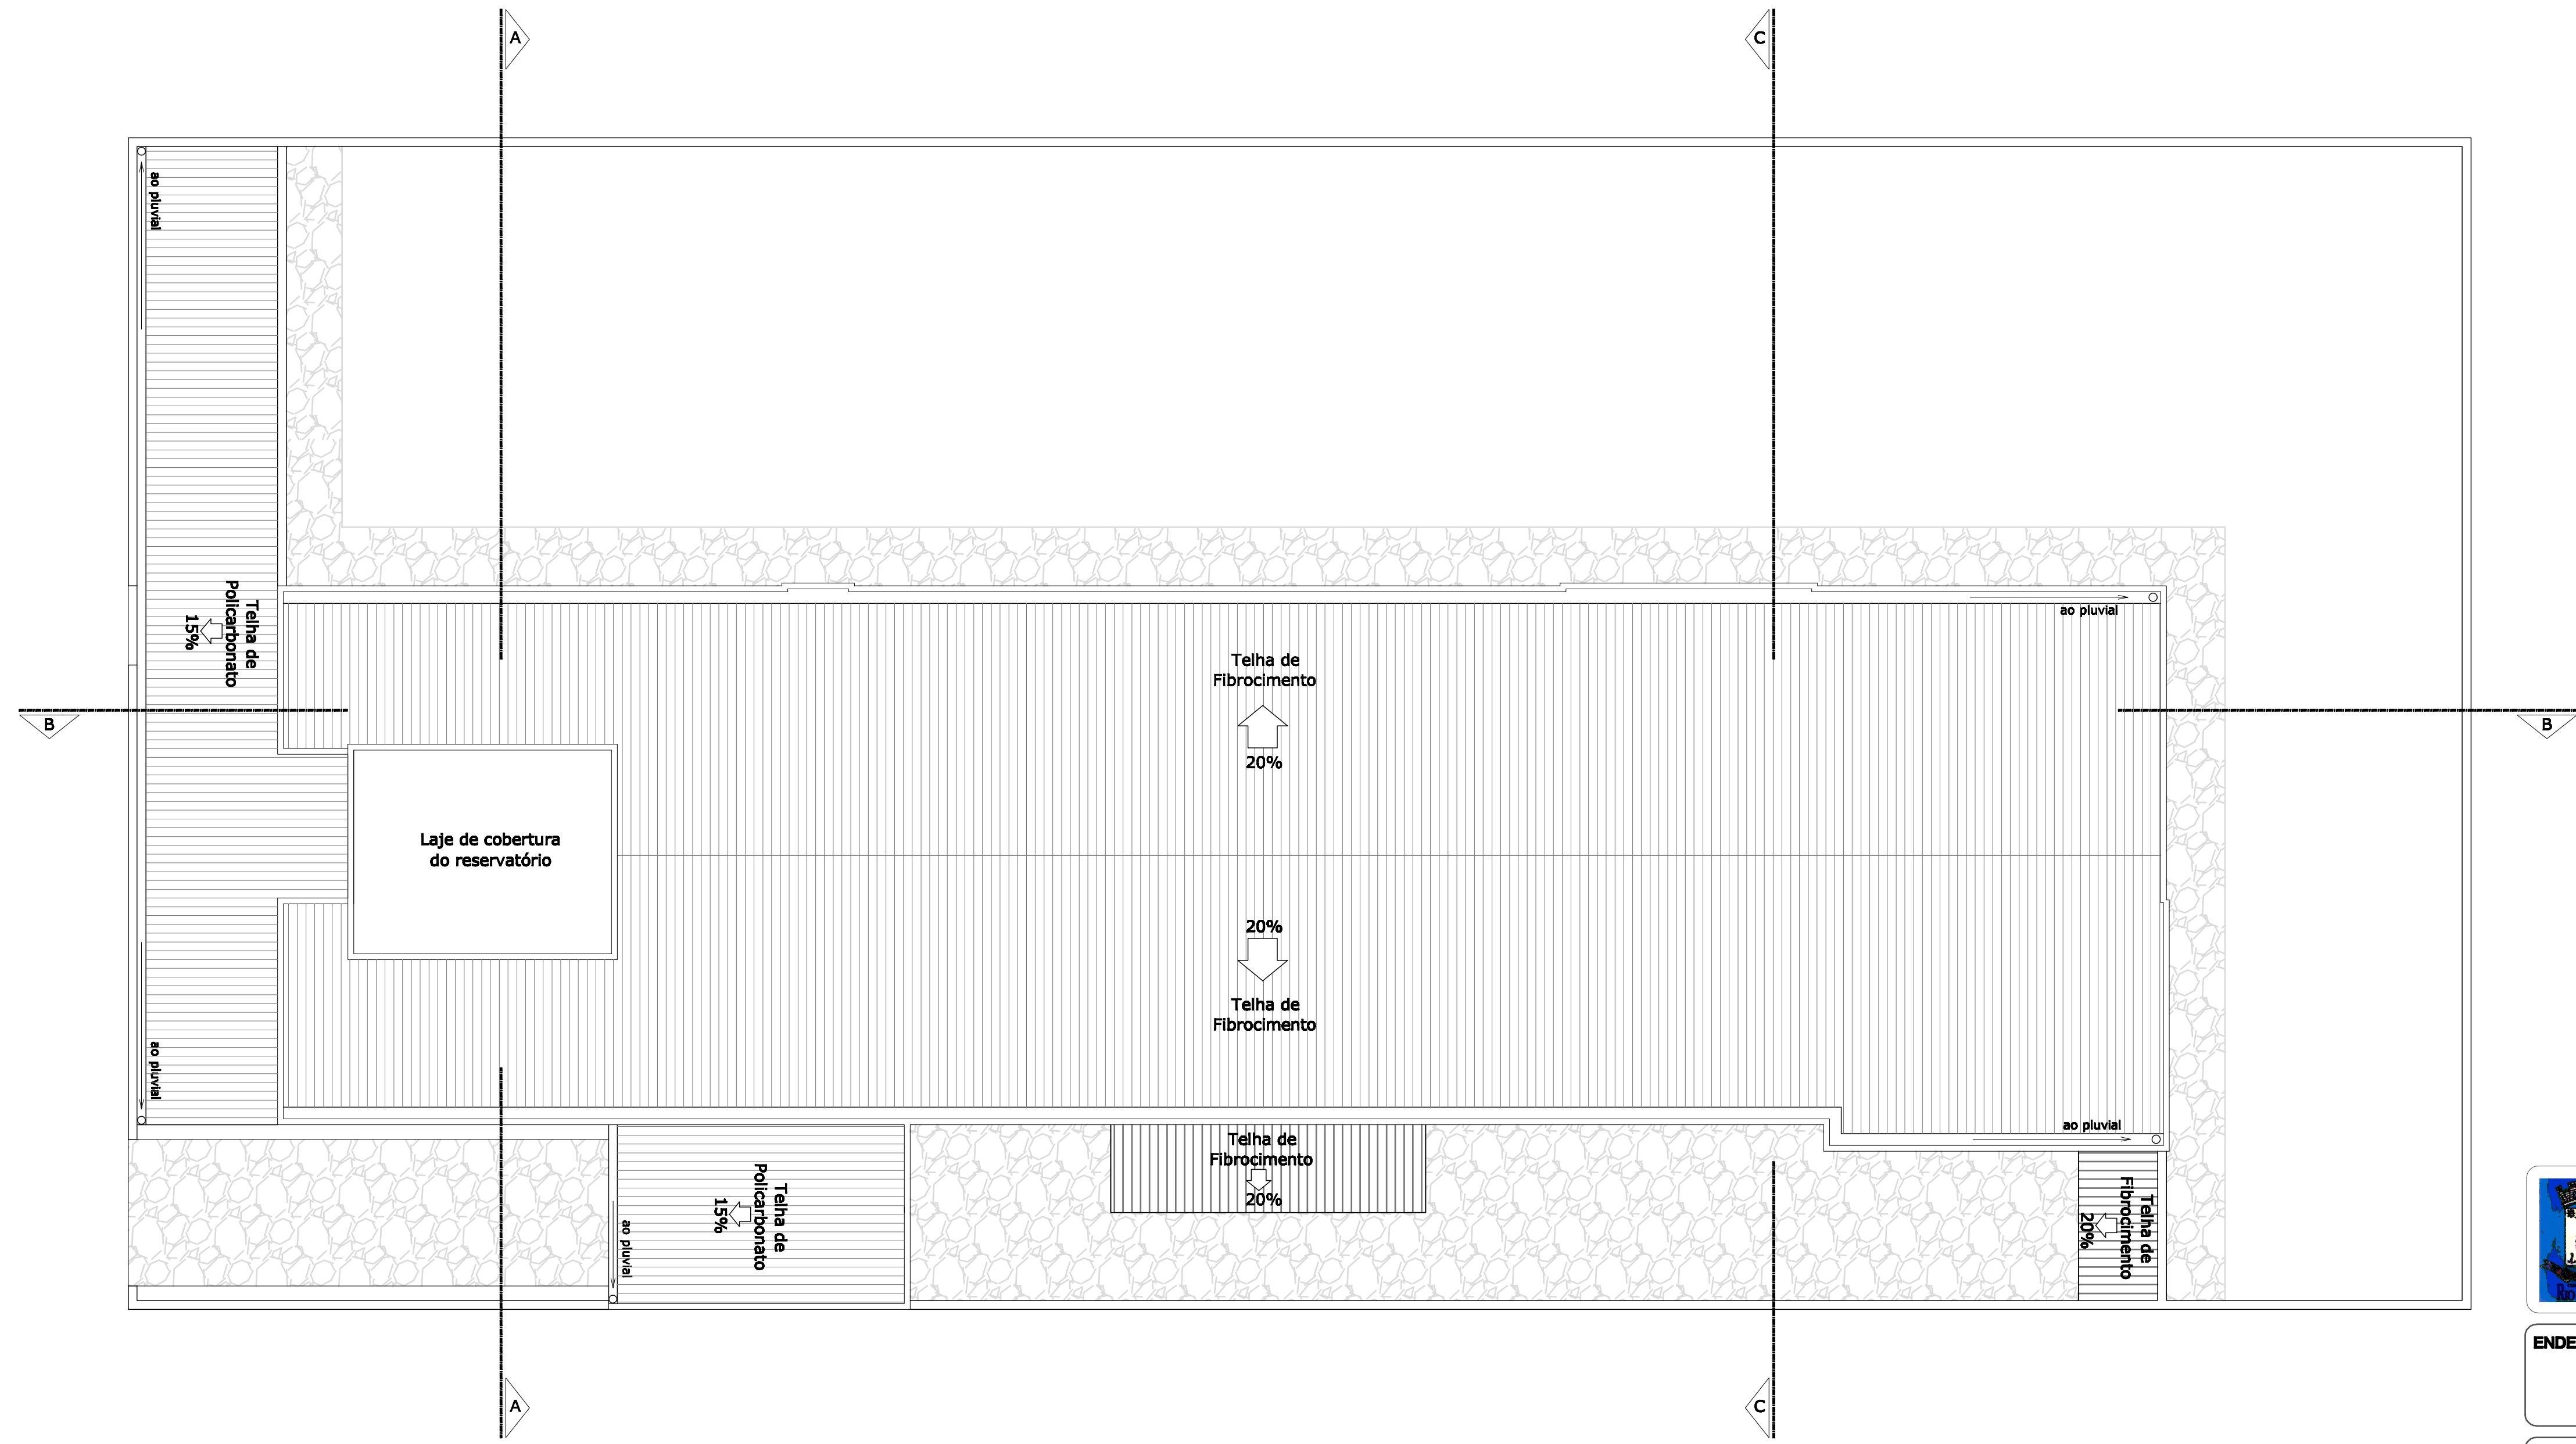 A
C
ao pluvial
Telha de
Policarbonato
15%
ao pluvial
Telha de
Fibrocimento
20%
B
B
Laje de cobertura
do reservatório
20%
Telha de
Fibrocimento
ao pluvial
ao pluvial
Telha de
Fibrocimento
20%
Telha de
Policarbonato
15%
ao pluvial
Telha de
Fibrocimento
20%
ENDE
A
C